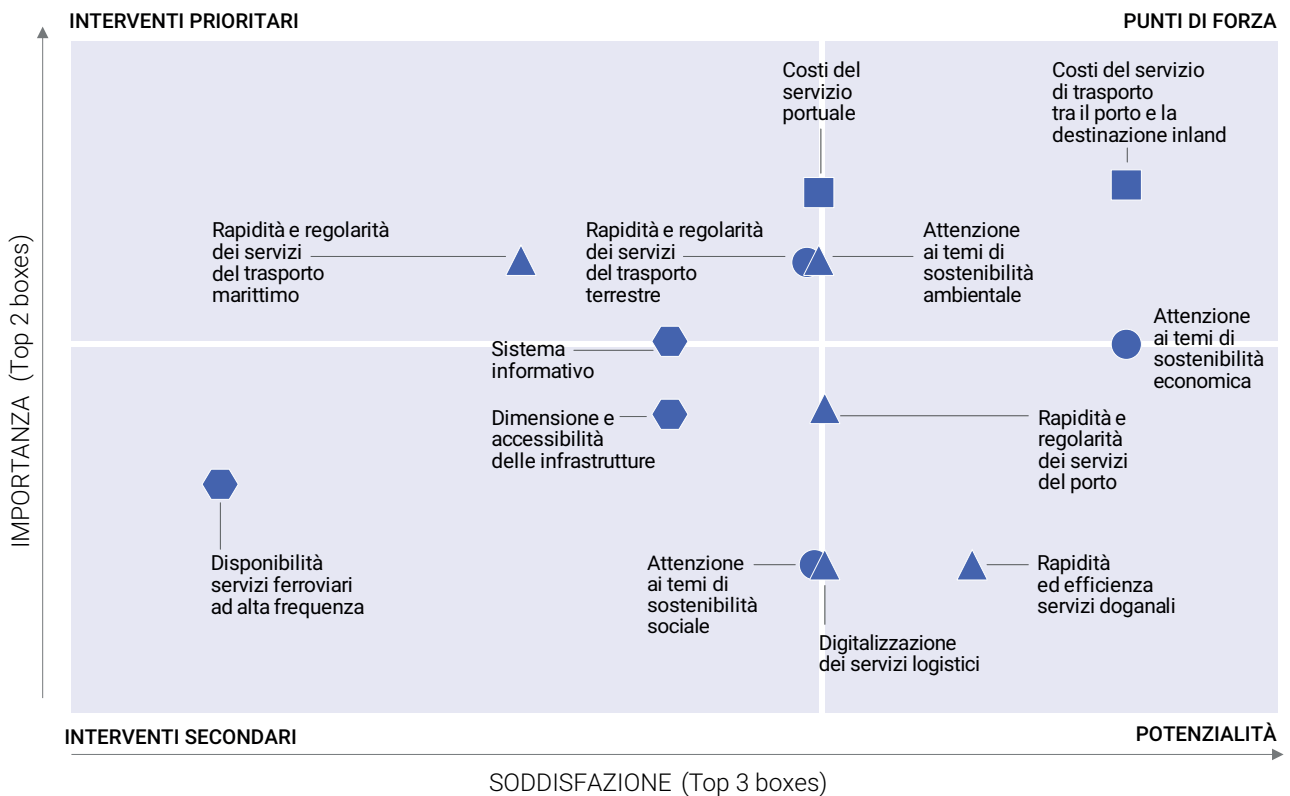 INTERVENTI PRIORITARI
PUNTI DI FORZA
Costi del
servizio
portuale
Costi del servizio
di trasporto
tra il porto e la
destinazione inland
Rapidità e regolarità
dei servizi
del trasporto
marittimo
Rapidità e regolarità
dei servizi
del trasporto
terrestre
Attenzione
ai temi di
sostenibilità
ambientale
Sistema
informativo
Attenzione
ai temi di
sostenibilità
economica
Dimensione e
accessibilità
delle infrastrutture
Rapidità e
regolarità
dei servizi
del porto
Disponibilità
servizi ferroviari
ad alta frequenza
Attenzione
ai temi di
sostenibilità
sociale
Rapidità
ed efficienza
servizi doganali
Digitalizzazione
dei servizi logistici
IMPORTANZA (Top 2 boxes)
INTERVENTI SECONDARI
POTENZIALITÀ
SODDISFAZIONE (Top 3 boxes)